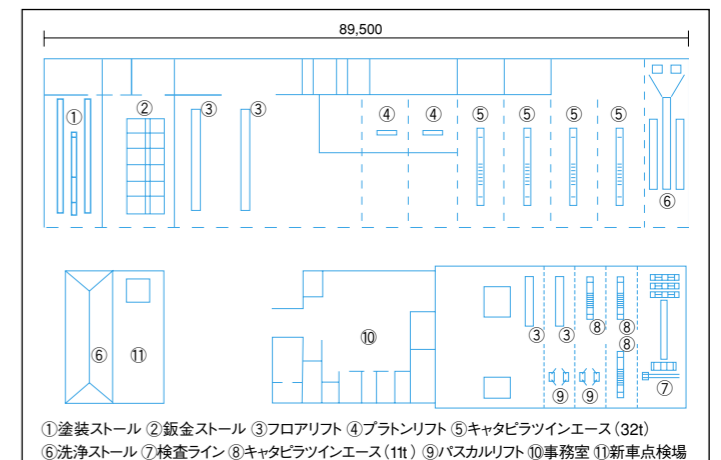 89,500
① ② ③ ③ ④ ④ ⑤ ⑤ ⑤ ⑤ ⑥
⑥ ⑪ ⑩ ③ ③ ⑧ ⑧ ⑧ ⑨ ⑨ ⑦
①塗装ストール ②鈑金ストール ③フロアリフト ④プラトンリフト ⑤キャタピラツインエース(32t)
⑥洗浄ストール ⑦検査ライン ⑧キャタピラツインエース(11t) ⑨パスカルリフト ⑩事務室 ⑪新車点検場